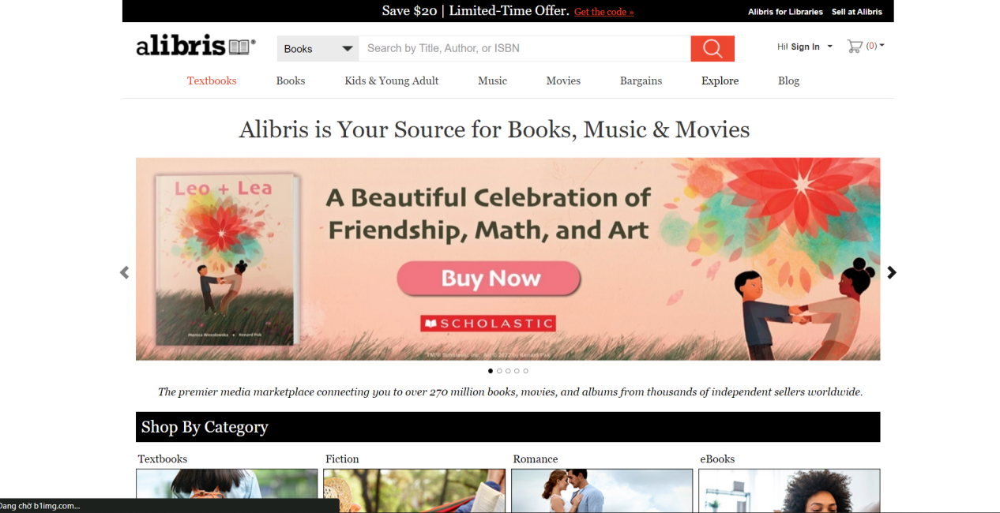 Save $20 | Limited-Time Offer. Get the code »
Alibris for Libraries Sell at Alibris
alibris®
Books
Search by Title, Author, or ISBN
Hi! Sign In
(0)
Textbooks Books Kids & Young Adult Music Movies Bargains Explore Blog
Alibris is Your Source for Books, Music & Movies
Leo + Lea
Monica Wesolowska • Kenard Pak
A Beautiful Celebration of
Friendship, Math, and Art
Buy Now
SCHOLASTIC
TM/® Scholastic Inc. Art © 2022 by Kenard Pak
The premier media marketplace connecting you to over 270 million books, movies, and albums from thousands of independent sellers worldwide.
Shop By Category
Textbooks Fiction Romance eBooks
Đang chờ b1img.com...